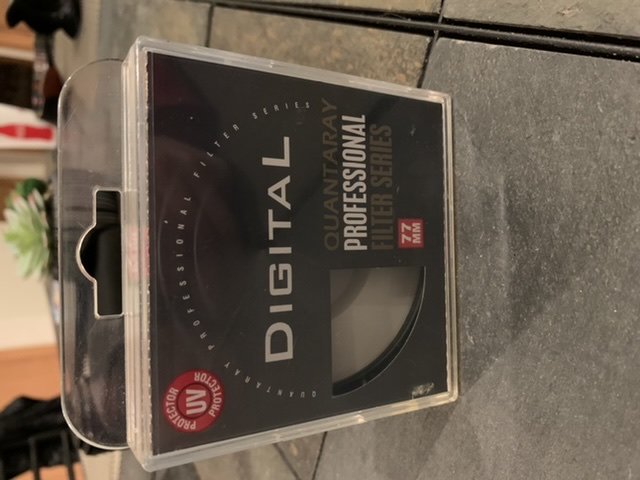 QUANTARAY PROFESSIONAL FILTER SERIES
DIGITAL
QUANTARAY
PROFESSIONAL
FILTER SERIES
77
MM
PROTECTOR
UV
PROTECTOR